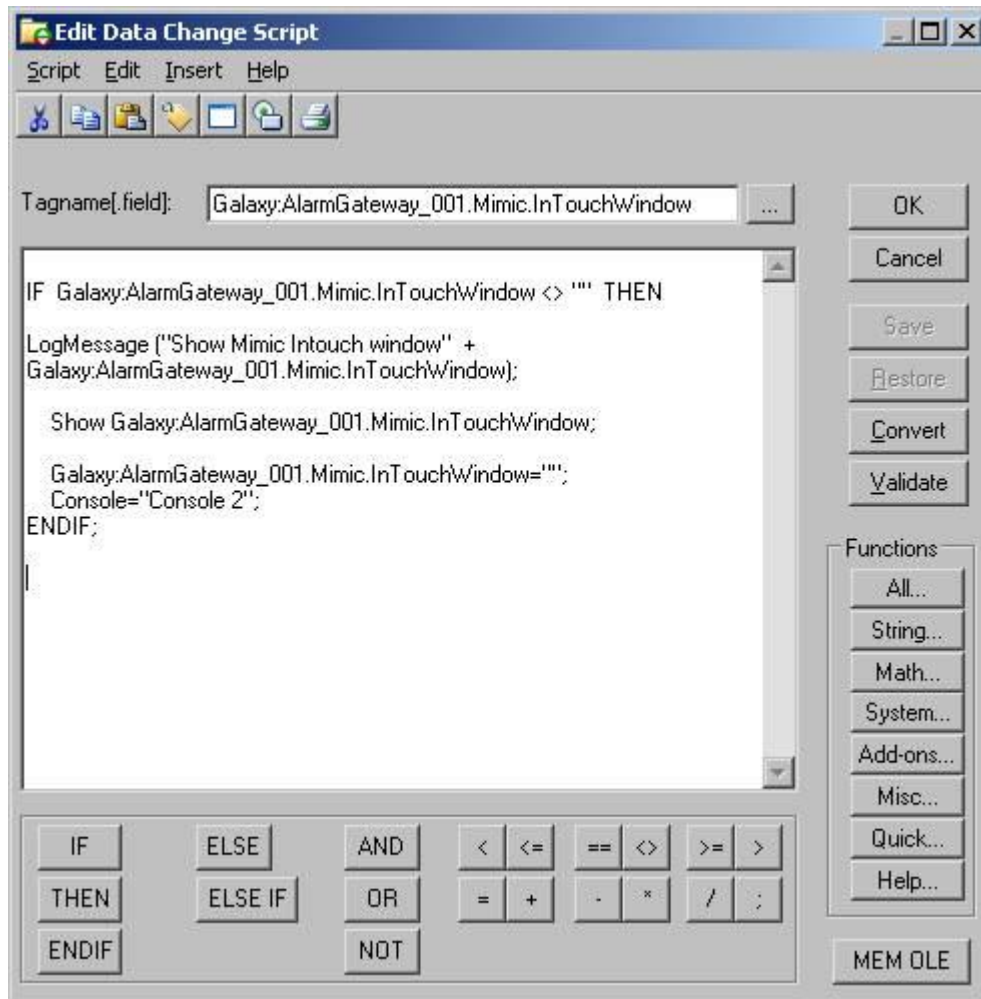 Edit Data Change Script
Script Edit Insert Help
Tagname[.field]: Galaxy:AlarmGateway_001.Mimic.InTouchWindow ... OK
Cancel
IF Galaxy:AlarmGateway_001.Mimic.InTouchWindow <> "" THEN
Save
LogMessage ("Show Mimic Intouch window" +
Galaxy:AlarmGateway_001.Mimic.InTouchWindow);
Restore
Show Galaxy:AlarmGateway_001.Mimic.InTouchWindow;
Convert
Galaxy:AlarmGateway_001.Mimic.InTouchWindow="";
Validate
Console="Console 2";
ENDIF;
Functions
All...
String...
Math...
System...
Add-ons...
Misc...
Quick...
Help...
IF ELSE AND < <= == <> >= >
THEN ELSE IF OR = + - * / ;
ENDIF NOT
MEM OLE